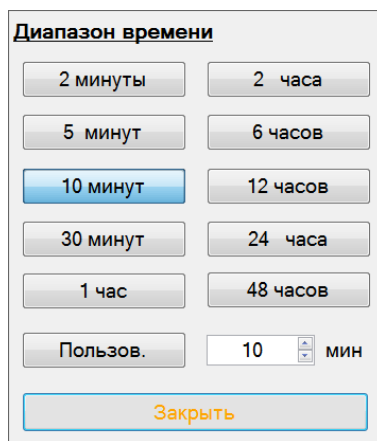 Диапазон времени
2 минуты 2 часа
5 минут 6 часов
10 минут 12 часов
30 минут 24 часа
1 час 48 часов
Пользов. 10 мин
Закрыть